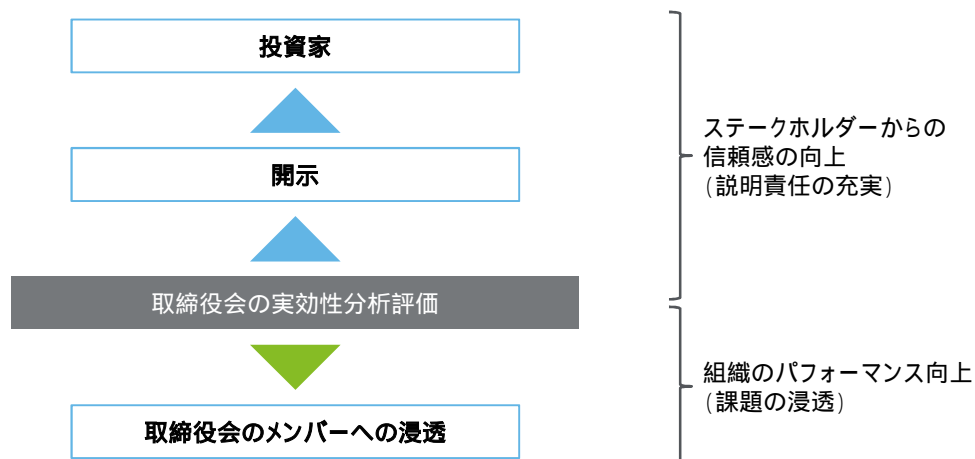 投資家
開示
取締役会の実効性分析評価
取締役会のメンバーへの浸透
ステークホルダーからの
信頼感の向上
(説明責任の充実)
組織のパフォーマンス向上
(課題の浸透)